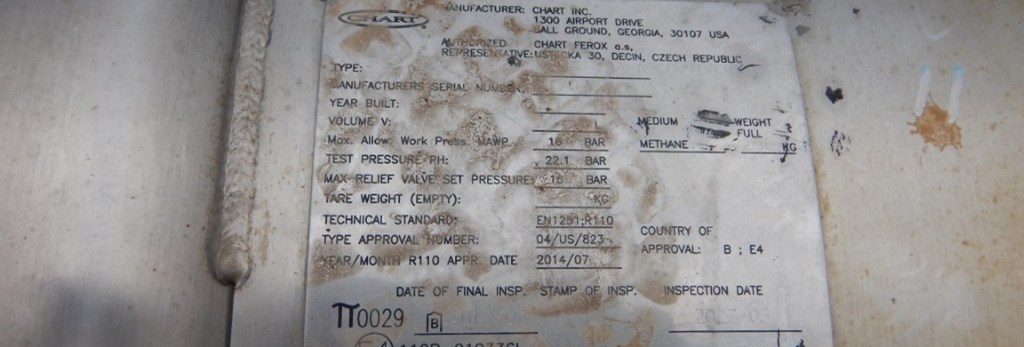 CHART
MANUFACTURER: CHART INC.
1300 AIRPORT DRIVE
BALL GROUND, GEORGIA, 30107 USA
AUTHORIZED CHART FEROX a.s,
REPRESENTATIVE: 30, DECIN, CZECH REPUBLIC
TYPE:
MANUFACTURERS SERIAL NUMBER
YEAR BUILT:
VOLUME V: L MEDIUM WEIGHT FULL
Max. Allow. Work Press. MAWP 16 BAR METHANE KG
TEST PRESSURE PH: 22.1 BAR
MAX RELIEF VALVE SET PRESSURE: 16 BAR
TARE WEIGHT (EMPTY): KG
TECHNICAL STANDARD: EN1251;R110
TYPE APPROVAL NUMBER: 04/US/823 COUNTRY OF APPROVAL: B ; E4
YEAR/MONTH R110 APPR. DATE 2014/07
DATE OF FINAL INSP. STAMP OF INSP. INSPECTION DATE
π0029 B